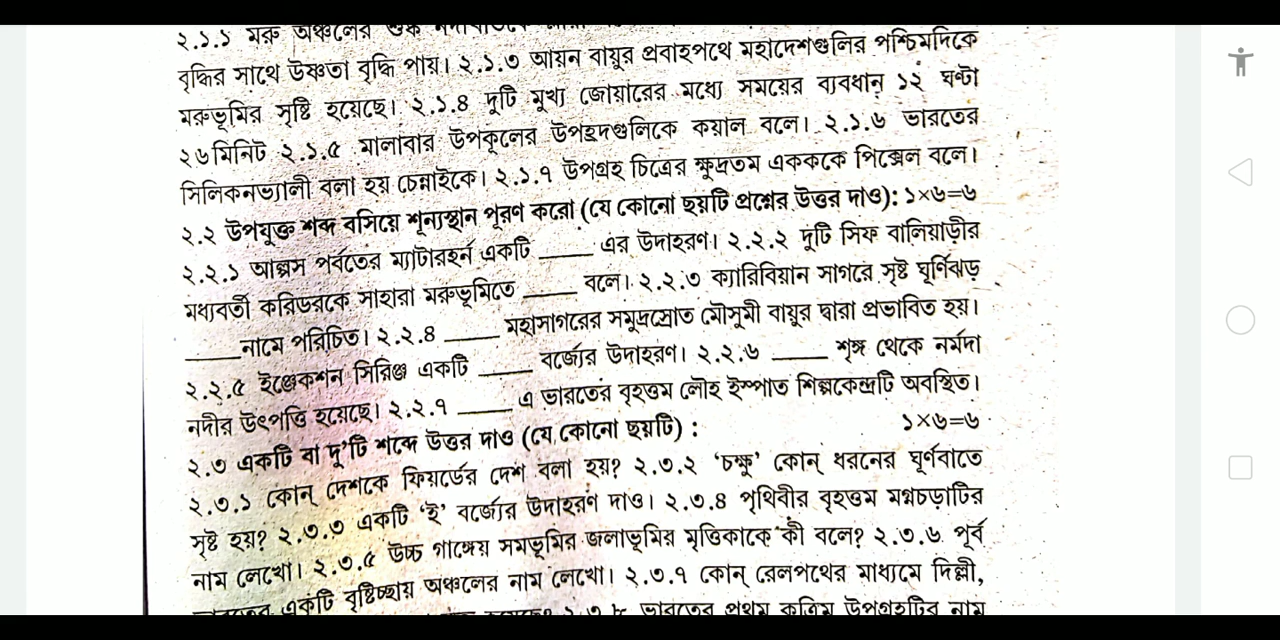 ২.১.১ মরু অঞ্চলের শুষ্ক
বৃদ্ধির সাথে উষ্ণতা বৃদ্ধি পায়। ২.১.৩ আয়ন বায়ুর প্রবাহপথে মহাদেশগুলির পশ্চিমদিকে
মরুভূমির সৃষ্টি হয়েছে। ২.১.৪ দুটি মুখ্য জোয়ারের মধ্যে সময়ের ব্যবধান ১২ ঘণ্টা
২৬মিনিট ২.১.৫ মালাবার উপকূলের উপহ্রদগুলিকে কয়াল বলে। ২.১.৬ ভারতের
সিলিকনভ্যালী বলা হয় চেন্নাইকে। ২.১.৭ উপগ্রহ চিত্রের ক্ষুদ্রতম একককে পিক্সেল বলে।
২.২ উপযুক্ত শব্দ বসিয়ে শূন্যস্থান পূরণ করো (যে কোনো ছয়টি প্রশ্নের উত্তর দাও): ১×৬=৬
২.২.১ আল্পস পর্বতের ম্যাটারহর্ন একটি ____ এর উদাহরণ। ২.২.২ দুটি সিফ বালিয়াড়ীর
মধ্যবর্তী করিডরকে সাহারা মরুভূমিতে ____ বলে। ২.২.৩ ক্যারিবিয়ান সাগরে সৃষ্ট ঘূর্ণিঝড়
____নামে পরিচিত। ২.২.৪ ____ মহাসাগরের সমুদ্রস্রোত মৌসুমী বায়ুর দ্বারা প্রভাবিত হয়।
২.২.৫ ইঞ্জেকশন সিরিঞ্জ একটি ____ বর্জ্যের উদাহরণ। ২.২.৬ ____ শৃঙ্গ থেকে নর্মদা
নদীর উৎপত্তি হয়েছে। ২.২.৭ ____ এ ভারতের বৃহত্তম লৌহ ইস্পাত শিল্পকেন্দ্রটি অবস্থিত।
২.৩ একটি বা দু'টি শব্দে উত্তর দাও (যে কোনো ছয়টি) : ১×৬=৬
২.৩.১ কোন্ দেশকে ফিয়র্ডের দেশ বলা হয়? ২.৩.২ 'চক্ষু' কোন্ ধরনের ঘূর্ণবাতে
সৃষ্ট হয়? ২.৩.৩ একটি 'ই' বর্জ্যের উদাহরণ দাও। ২.৩.৪ পৃথিবীর বৃহত্তম মগ্নচড়াটির
নাম লেখো। ২.৩.৫ উচ্চ গাঙ্গেয় সমভূমির জলাভূমির মৃত্তিকাকে কী বলে? ২.৩.৬ পূর্ব
একটি বৃষ্টিচ্ছায় অঞ্চলের নাম লেখো। ২.৩.৭ কোন্ রেলপথের মাধ্যমে দিল্লী,
ভারতের প্রথম কৃত্রিম উপগ্রহটির নাম